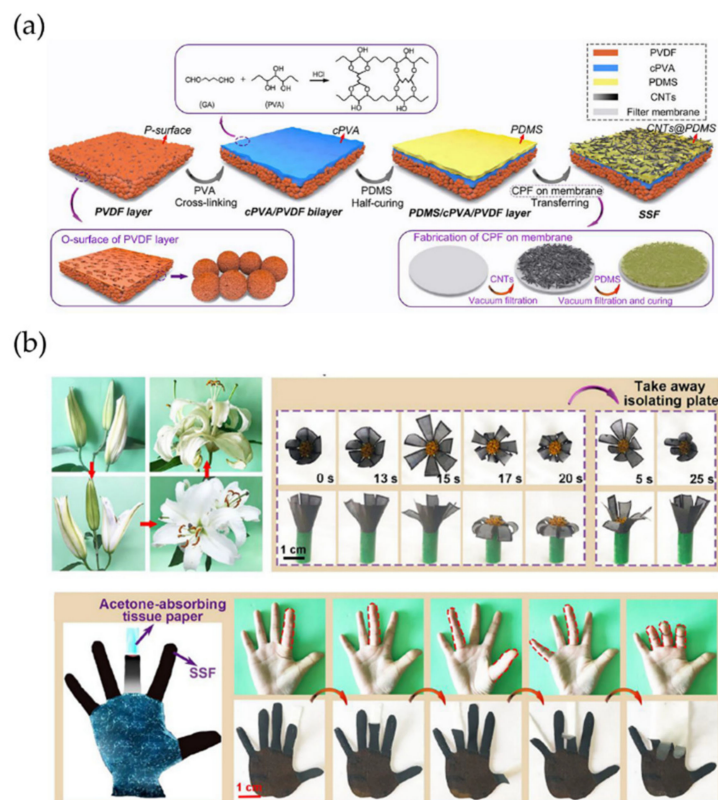 (a)
GA
(GA)
+
(PVA)
HCl
PVDF
cPVA
PDMS
CNTs
Filter membrane
P-surface
cPVA
PDMS
CNTs@PDMS
PVDF layer
PVA
Cross-linking
cPVA/PVDF bilayer
PDMS
Half-curing
PDMS/cPVA/PVDF layer
CPF on membrane
Transferring
SSF
O-surface of PVDF layer
Fabrication of CPF on membrane
CNTs
Vacuum filtration
PDMS
Vacuum filtration and curing
(b)
Take away
isolating plate
0 s
13 s
15 s
17 s
20 s
5 s
25 s
1 cm
Acetone-absorbing
tissue paper
SSF
1 cm